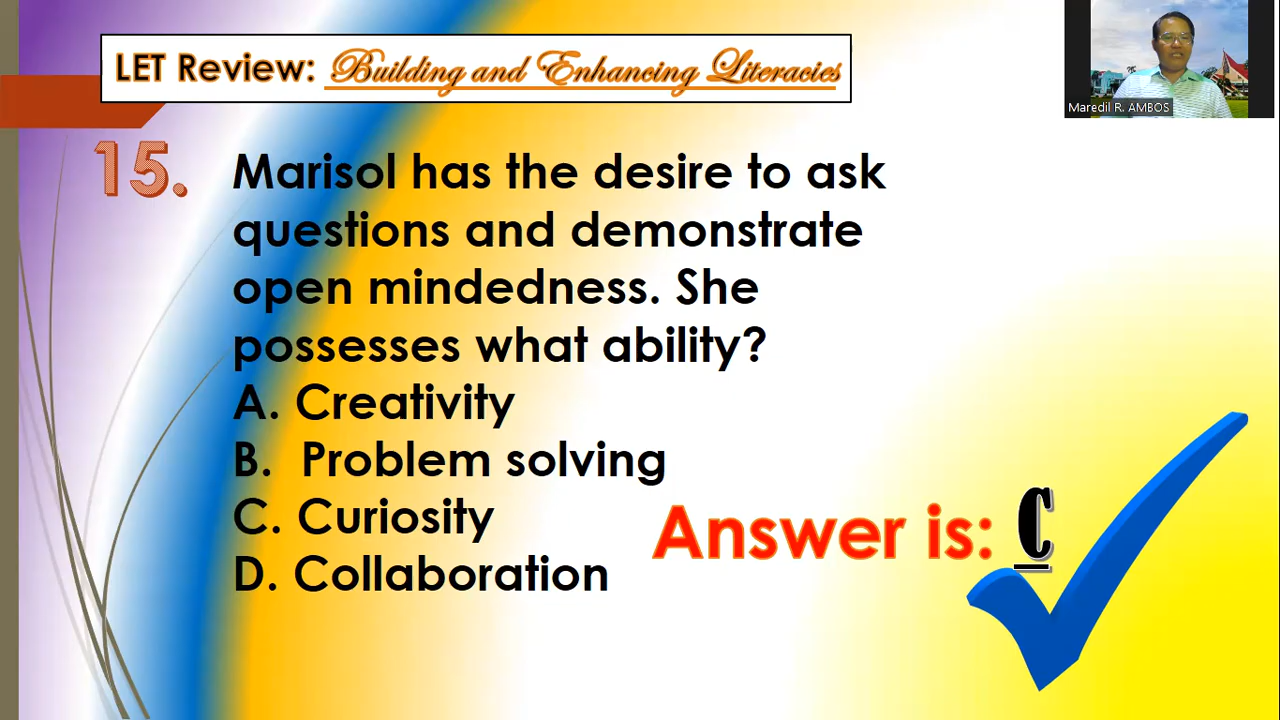 LET Review: Building and Enhancing Literacies
Maredil R. AMBOS
15. Marisol has the desire to ask
questions and demonstrate
open mindedness. She
possesses what ability?
A. Creativity
B. Problem solving
C. Curiosity
D. Collaboration
Answer is: C